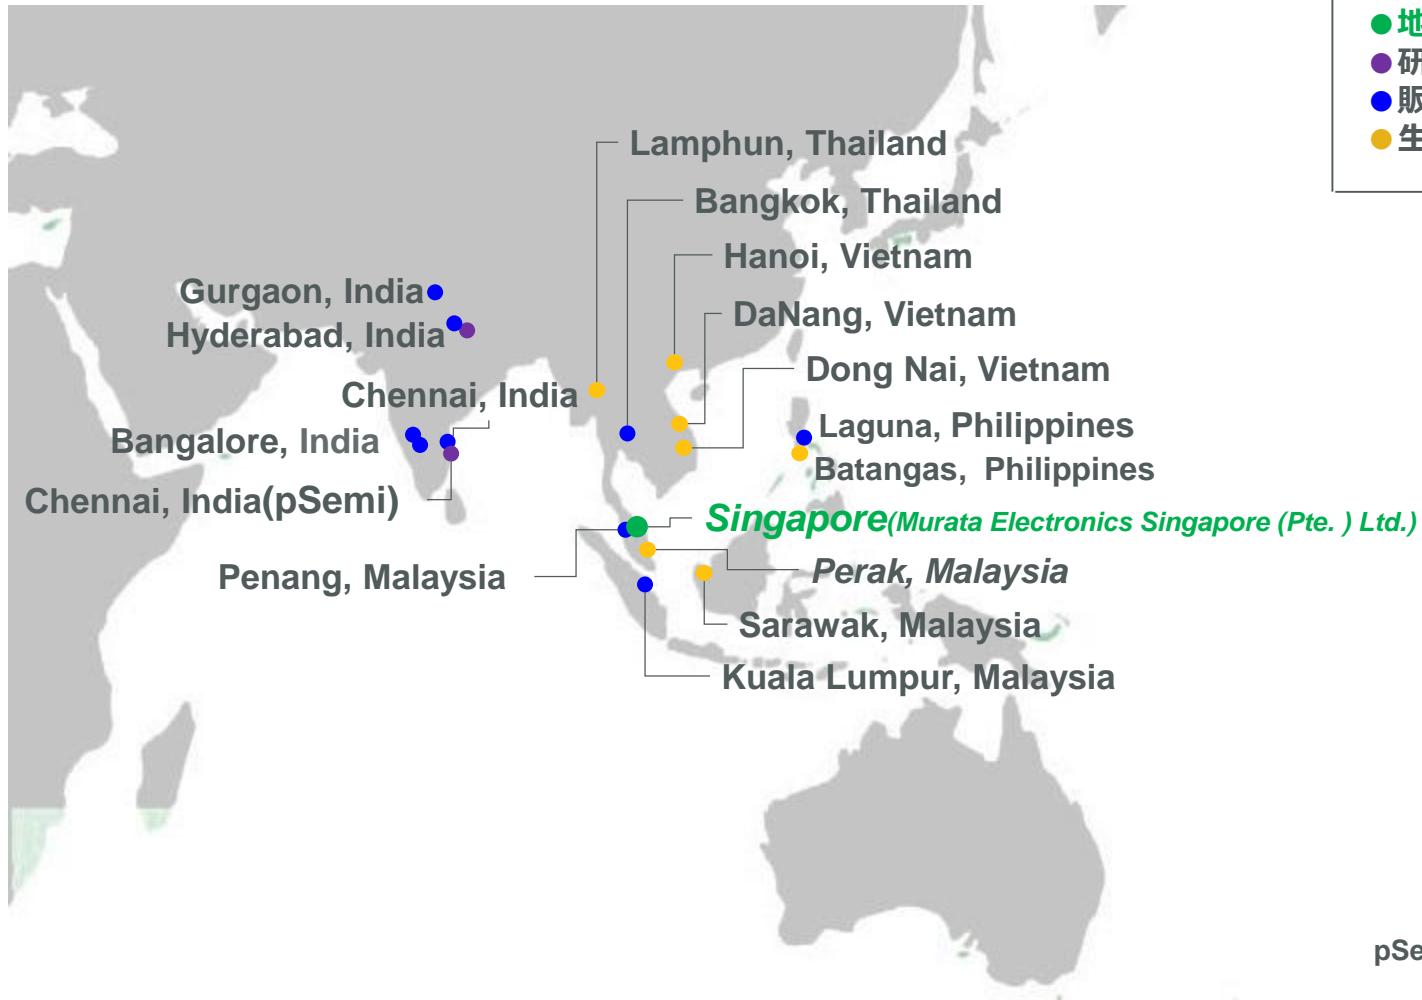 地
研
販
生
Lamphun, Thailand
Bangkok, Thailand
Hanoi, Vietnam
Gurgaon, India
DaNang, Vietnam
Hyderabad, India
Dong Nai, Vietnam
Chennai, India
Laguna, Philippines
Bangalore, India
Batangas, Philippines
Chennai, India(pSemi)
Singapore(Murata Electronics Singapore (Pte. ) Ltd.)
Penang, Malaysia
Perak, Malaysia
Sarawak, Malaysia
Kuala Lumpur, Malaysia
pSe